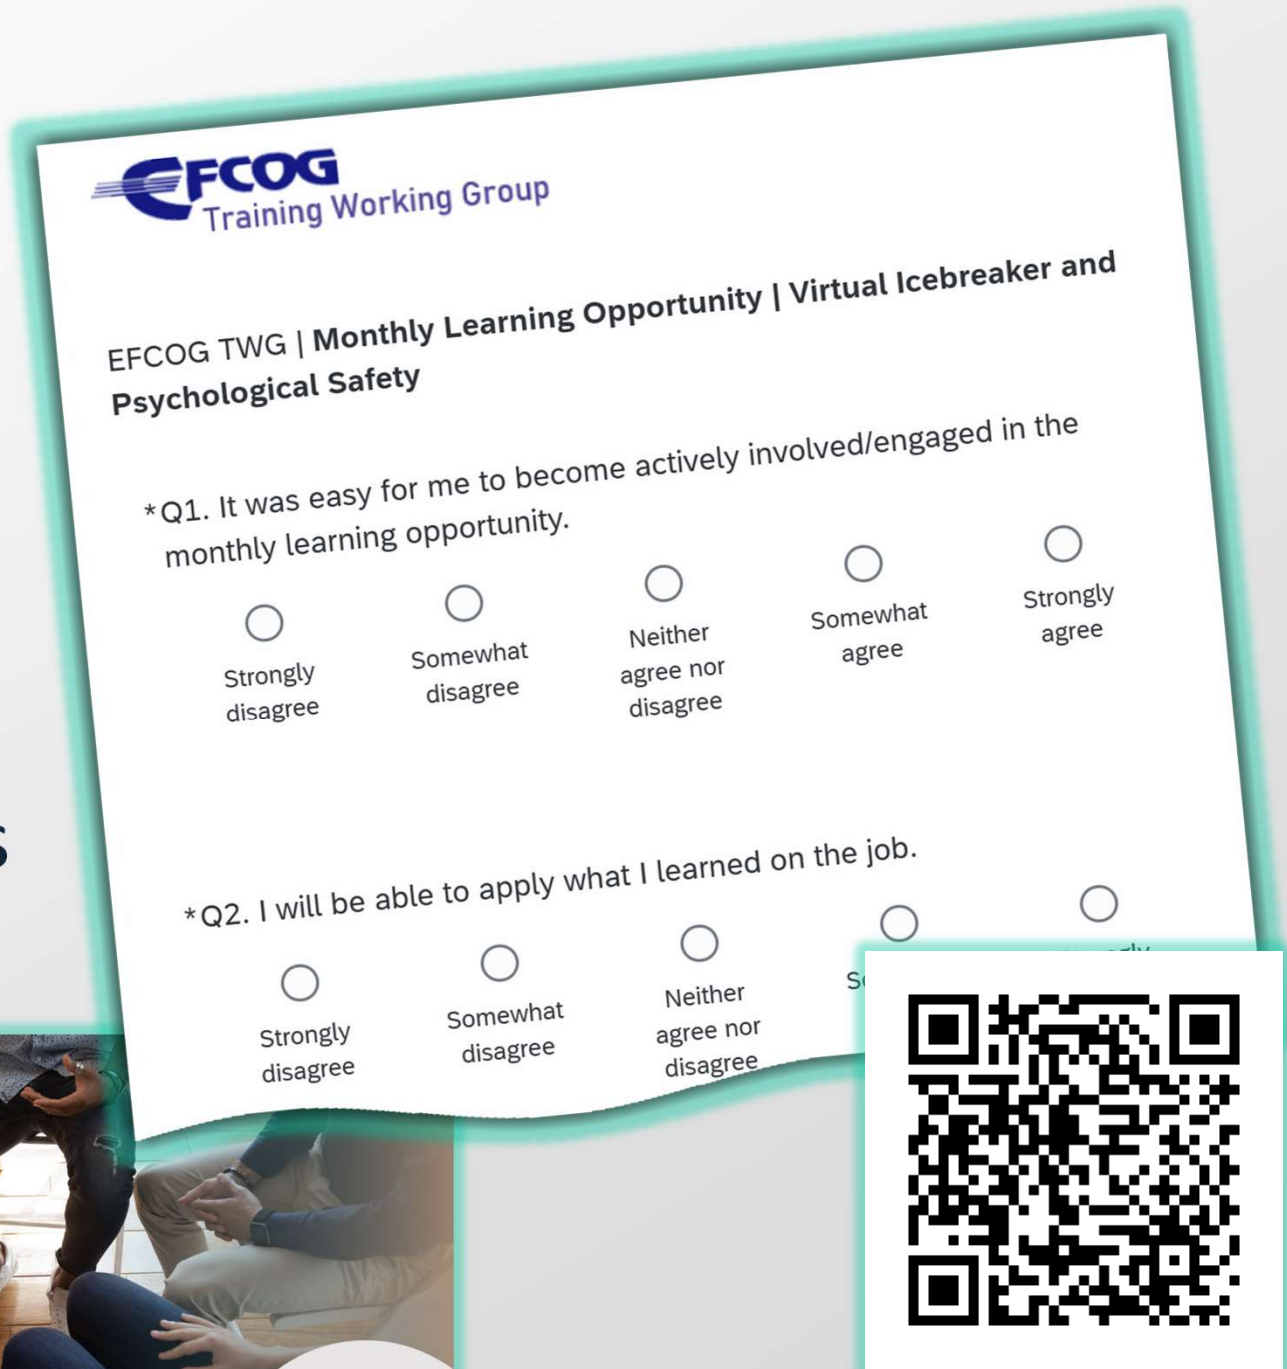 EFCOG
Training Working Group
EFCOG TWG | Monthly Learning Opportunity | Virtual Icebreaker and
Psychological Safety
*Q1. It was easy for me to become actively involved/engaged in the
monthly learning opportunity.
Strongly disagree
Somewhat disagree
Neither agree nor disagree
Somewhat agree
Strongly agree
s
*Q2. I will be able to apply what I learned on the job.
Strongly disagree
Somewhat disagree
Neither agree nor disagree